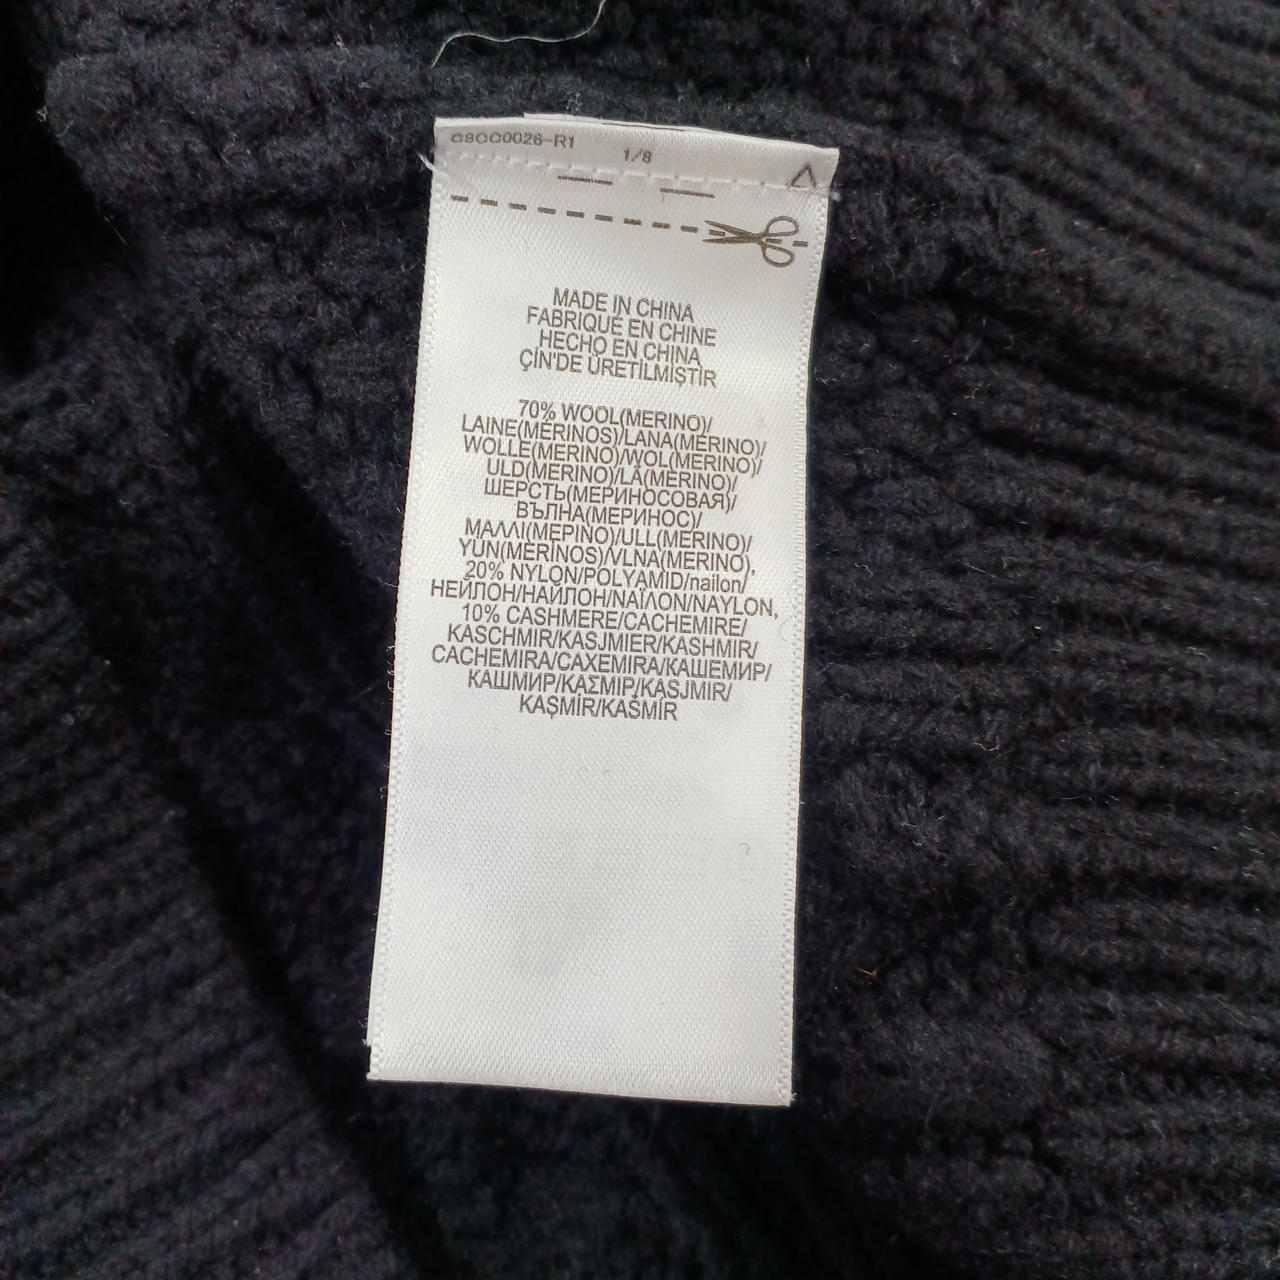 C8CC0026-R1 1/8
MADE IN CHINA
FABRIQUÉ EN CHINE
HECHO EN CHINA
ÇİN'DE ÜRETİLMİŞTİR
70% WOOL(MERINO)/
LAINE(MÉRINOS)/LANA(MERINO)/
WOLLE(MERINO)/WOL(MERINO)/
ULD(MERINO)/LÃ(MERINO)/
ШЕРСТЬ(МЕРИНОСОВАЯ)/
ВЪЛНА(МЕРИНОС)/
ΜΑΛΛΙ(ΜΕΡΙΝΟ)/ULL(MERINO)/
YÜN(MERİNOS)/VLNA(MERINO),
20% NYLON/POLYAMID/nailon/
НЕЙЛОН/НАЙЛОН/ΝΑΪΛΟΝ/NAYLON,
10% CASHMERE/CACHEMIRE/
KASCHMIR/KASJMIER/KASHMIR/
CACHEMIRA/CAXEMIRA/КАШЕМИР/
КАШМИР/ΚΑΣΜΙΡ/KASJMIR/
KAŞMİR/KAŠMÍR